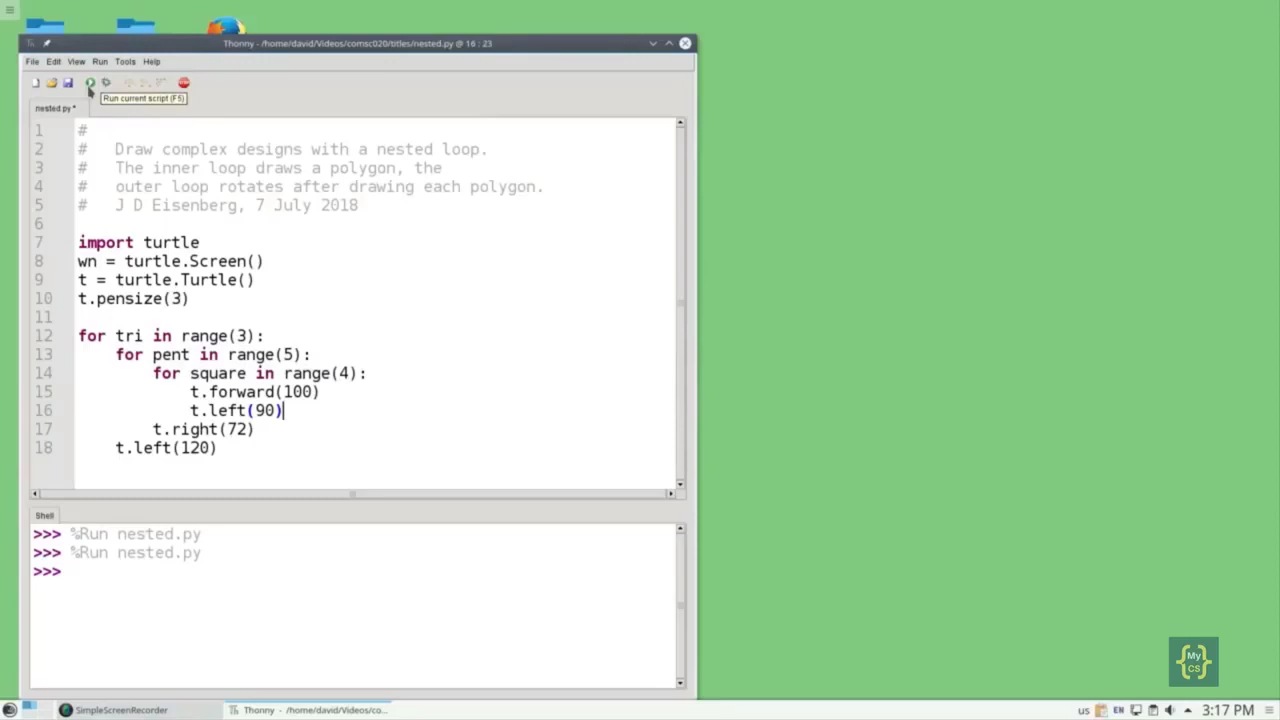 Thonny - /home/david/Videos/comsc020/titles/nested.py @ 16 : 23
File Edit View Run Tools Help
Run current script (F5)
nested.py *
1 #
2 #   Draw complex designs with a nested loop.
3 #   The inner loop draws a polygon, the
4 #   outer loop rotates after drawing each polygon.
5 #   J D Eisenberg, 7 July 2018
6
7 import turtle
8 wn = turtle.Screen()
9 t = turtle.Turtle()
10 t.pensize(3)
11
12 for tri in range(3):
13     for pent in range(5):
14         for square in range(4):
15             t.forward(100)
16             t.left(90)
17         t.right(72)
18     t.left(120)
Shell
>>> %Run nested.py
>>> %Run nested.py
>>>
My
CS
SimpleScreenRecorder
Thonny - /home/david/Videos/co...
us EN 3:17 PM